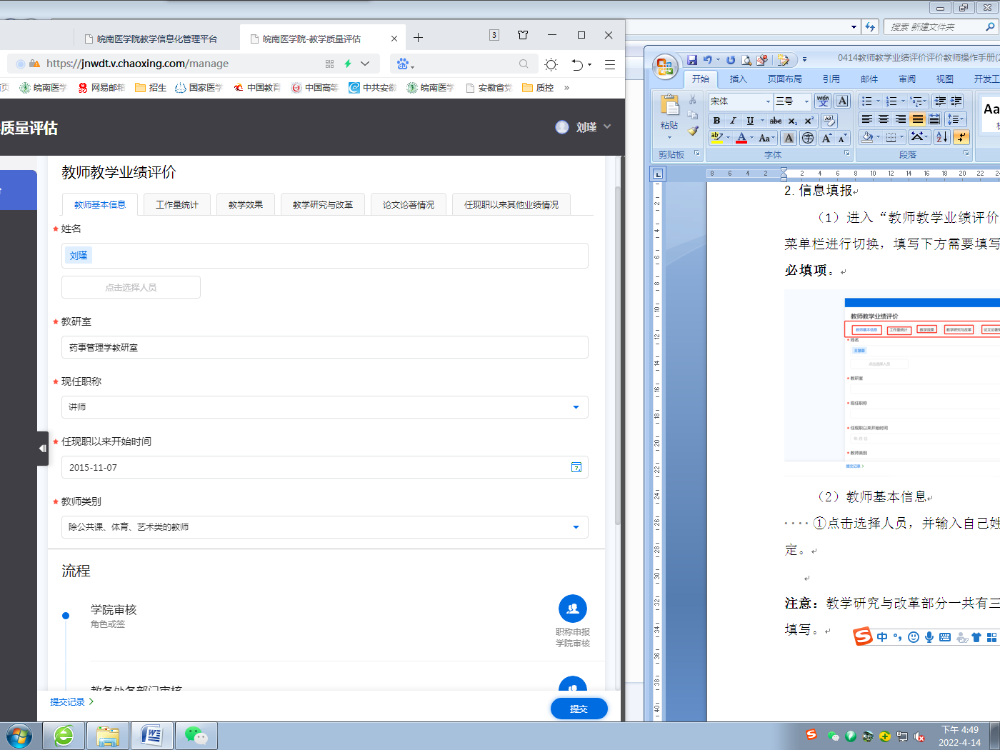 搜索 新建文件夹
皖南医学院教学信息化管理平台
皖南医学院-教学质量评估
3
https://jnwdt.v.chaoxing.com/manage
页
皖南医学
网易邮箱
招生
国家医学
中国教育
中国高等
中共安徽
皖南医学
安徽省党
质控
»
质量评估
刘瑾
教师教学业绩评价
教师基本信息
工作量统计
教学效果
教学研究与改革
论文论著情况
任现职以来其他业绩情况
* 姓名
刘瑾
点击选择人员
* 教研室
药事管理学教研室
* 现任职称
讲师
* 任现职以来开始时间
2015-11-07
* 教师类别
除公共课、体育、艺术类的教师
流程
学院审核
角色或签
职称申报
学院审核
教务处各部门审核
提交记录
提交
0414教师教学业绩评价评价教师操作手册(2
开始
插入
页面布局
引用
邮件
审阅
视图
开发工
粘贴
宋体
三号
剪贴板
字体
段落
8 6 4 2 2 4 6 8 10 12 14 16 18 20 22 24
2. 信息填报
（1）进入“教师教学业绩评价
菜单栏进行切换，填写下方需要填写
必填项。
教师教学业绩评价
教师基本信息
工作量统计
教学效果
教学研究与改革
* 姓名
点击选择人员
* 教研室
* 现任职称
* 任现职以来开始时间
* 教师类别
提交记录
（2）教师基本信息
①点击选择人员，并输入自己姓
定。
注意：教学研究与改革部分一共有三
填写。
中
下午 4:49
2022-4-14